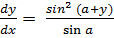 dy/dx = sin² (a+y)/sin a